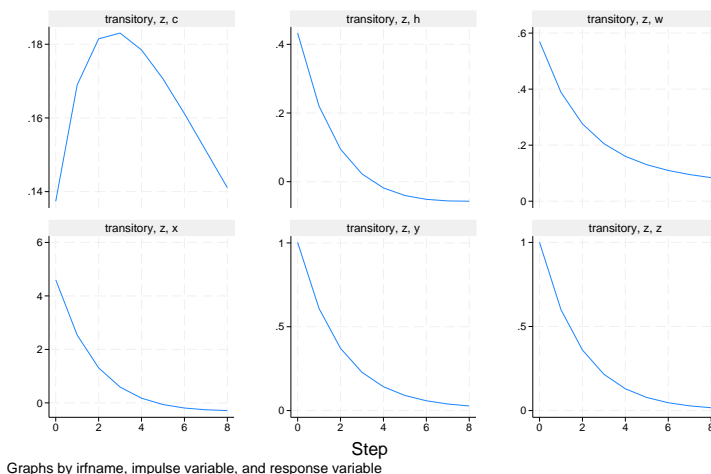 transitory, z, c
transitory, z, h
transitory, z, w
.18
.16
.14
.4
.2
0
.6
.4
.2
0
transitory, z, x
transitory, z, y
transitory, z, z
6
4
2
0
1
.5
0
1
.5
0
0 2 4 6 8
0 2 4 6 8
0 2 4 6 8
Step
Graphs by irfname, impulse variable, and response variable